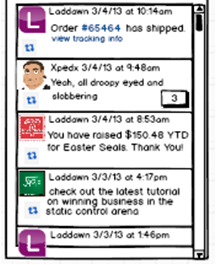 Laddawn 3/4/13 at 10:14am
Order #65464 has shipped.
view tracking info
Xpedx 3/4/13 at 9:48am
Yeah, all droopy eyed and
slobbering
3
Laddawn 3/4/13 at 8:53am
You have raised $150.48 YTD
for Easter Seals. Thank You!
Laddawn 3/3/13 at 4:17pm
check out the latest tutorial
on winning business in the
static control arena
Laddawn 3/3/13 at 1:46pm